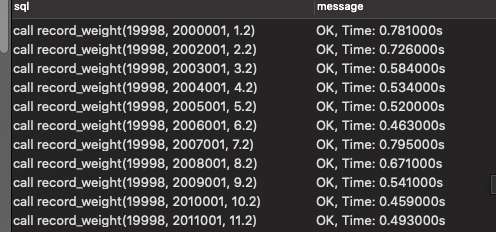 sql message
call record_weight(19998, 2000001, 1.2) OK, Time: 0.781000s
call record_weight(19998, 2002001, 2.2) OK, Time: 0.726000s
call record_weight(19998, 2003001, 3.2) OK, Time: 0.584000s
call record_weight(19998, 2004001, 4.2) OK, Time: 0.534000s
call record_weight(19998, 2005001, 5.2) OK, Time: 0.520000s
call record_weight(19998, 2006001, 6.2) OK, Time: 0.463000s
call record_weight(19998, 2007001, 7.2) OK, Time: 0.795000s
call record_weight(19998, 2008001, 8.2) OK, Time: 0.671000s
call record_weight(19998, 2009001, 9.2) OK, Time: 0.541000s
call record_weight(19998, 2010001, 10.2) OK, Time: 0.459000s
call record_weight(19998, 2011001, 11.2) OK, Time: 0.493000s